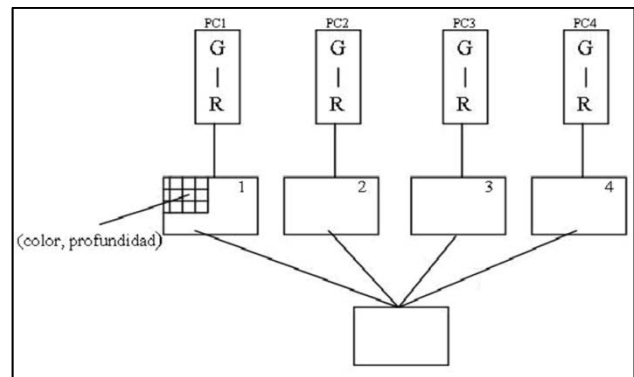 PC1 PC2 PC3 PC4
G G G G
R R R R
1 2 3 4
(color, profundidad)